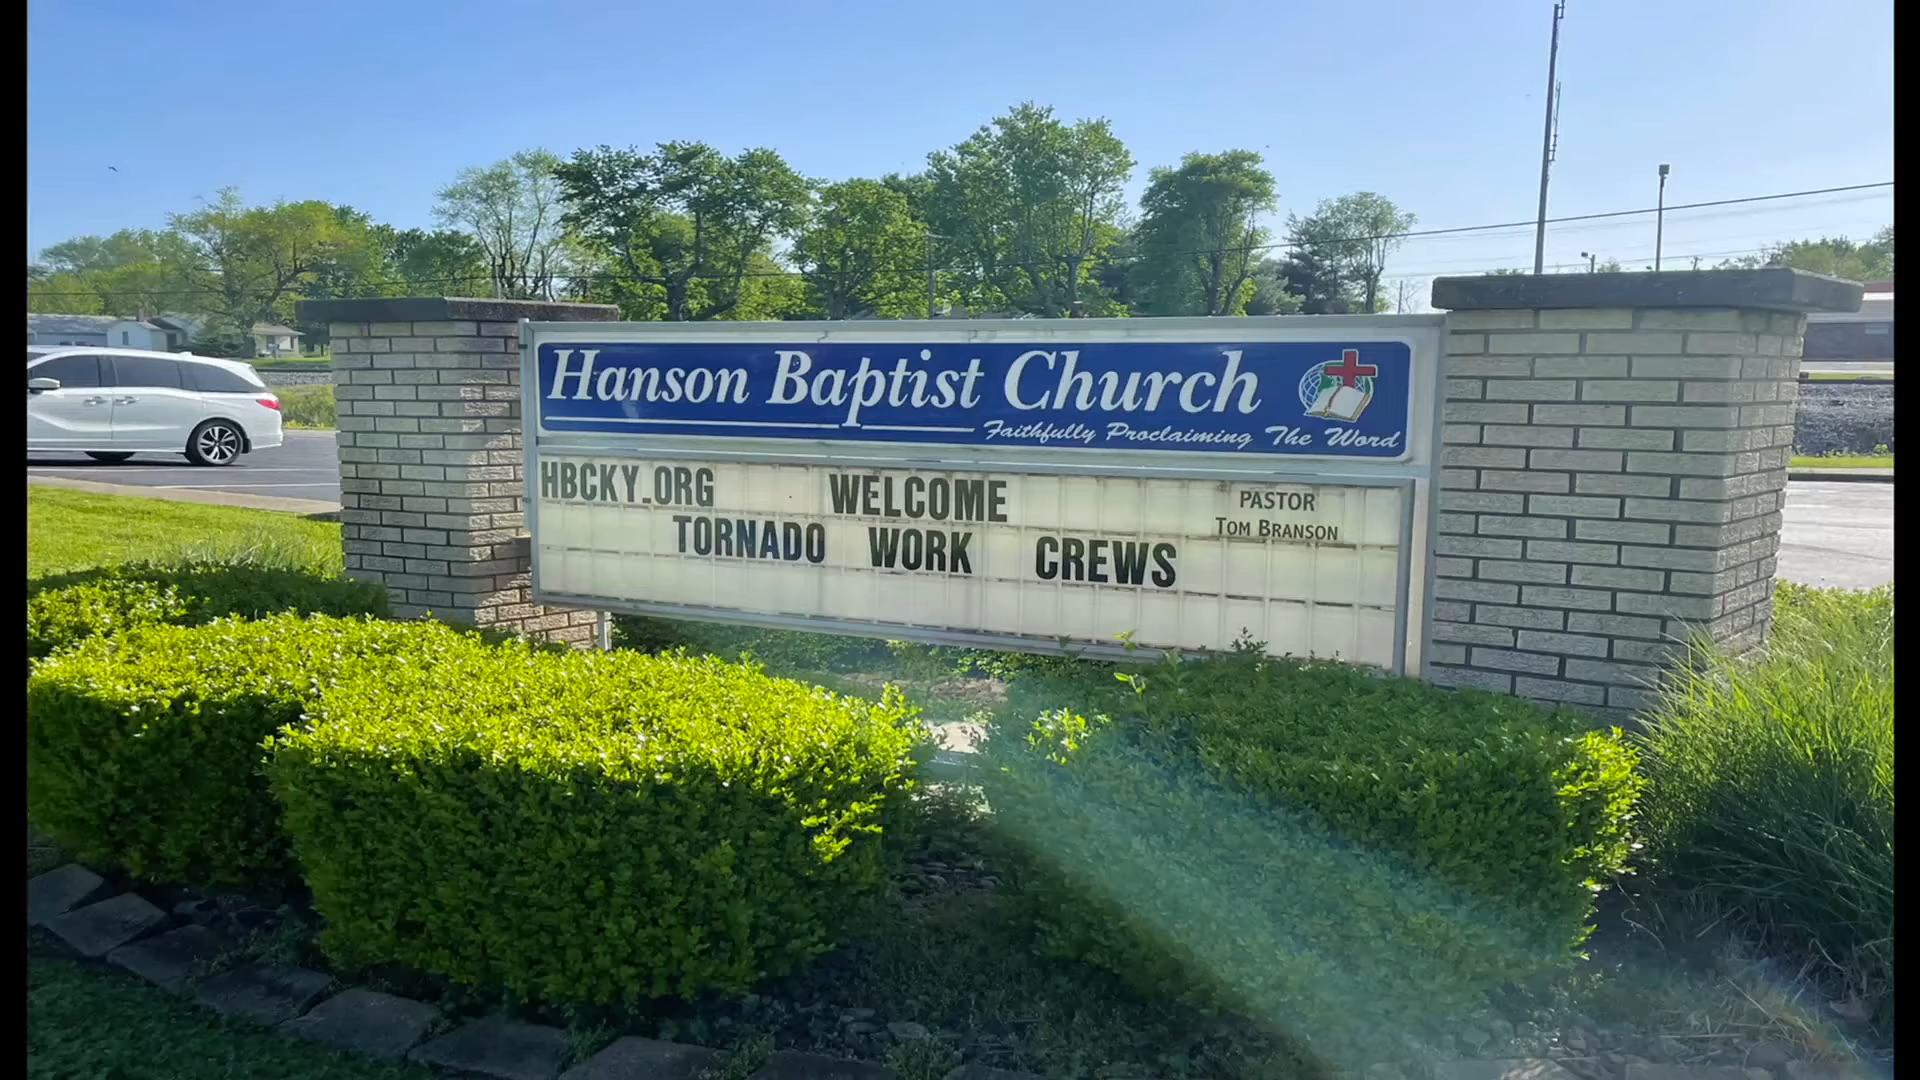 Hanson Baptist Church
Faithfully Proclaiming The Word
HBCKY.ORG WELCOME
TORNADO WORK CREWS
PASTOR
TOM BRANSON